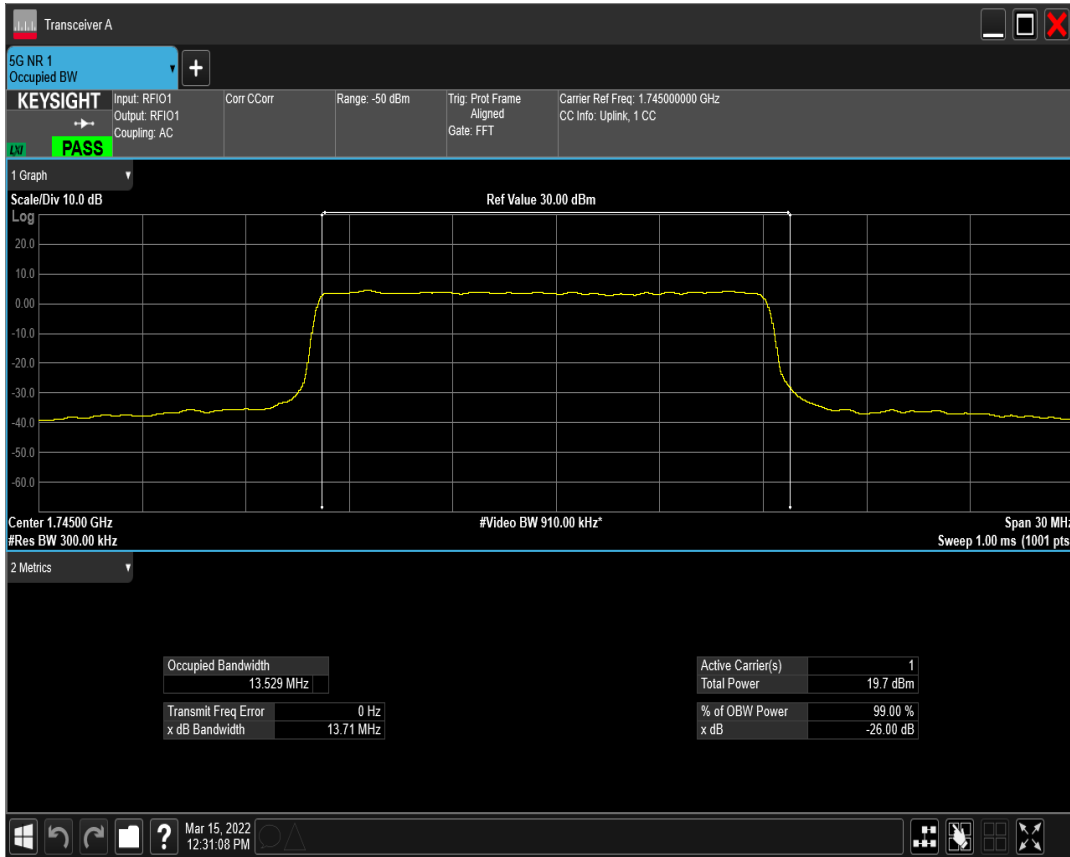 Transceiver A
5G NR 1
Occupied BW
+
KEYSIGHT
LXI
PASS
Input: RFIO1
Output: RFIO1
Coupling: AC
Corr CCorr
Range: -50 dBm
Trig: Prot Frame
Aligned
Gate: FFT
Carrier Ref Freq: 1.745000000 GHz
CC Info: Uplink, 1 CC
1 Graph
Scale/Div 10.0 dB
Ref Value 30.00 dBm
Log
20.0
10.0
0.00
-10.0
-20.0
-30.0
-40.0
-50.0
-60.0
Center 1.74500 GHz
#Video BW 910.00 kHz*
Span 30 MHz
#Res BW 300.00 kHz
Sweep 1.00 ms (1001 pts
2 Metrics
Occupied Bandwidth
13.529 MHz
Transmit Freq Error 0 Hz
x dB Bandwidth 13.71 MHz
Active Carrier(s) 1
Total Power 19.7 dBm
% of OBW Power 99.00 %
x dB -26.00 dB
?
Mar 15, 2022
12:31:08 PM